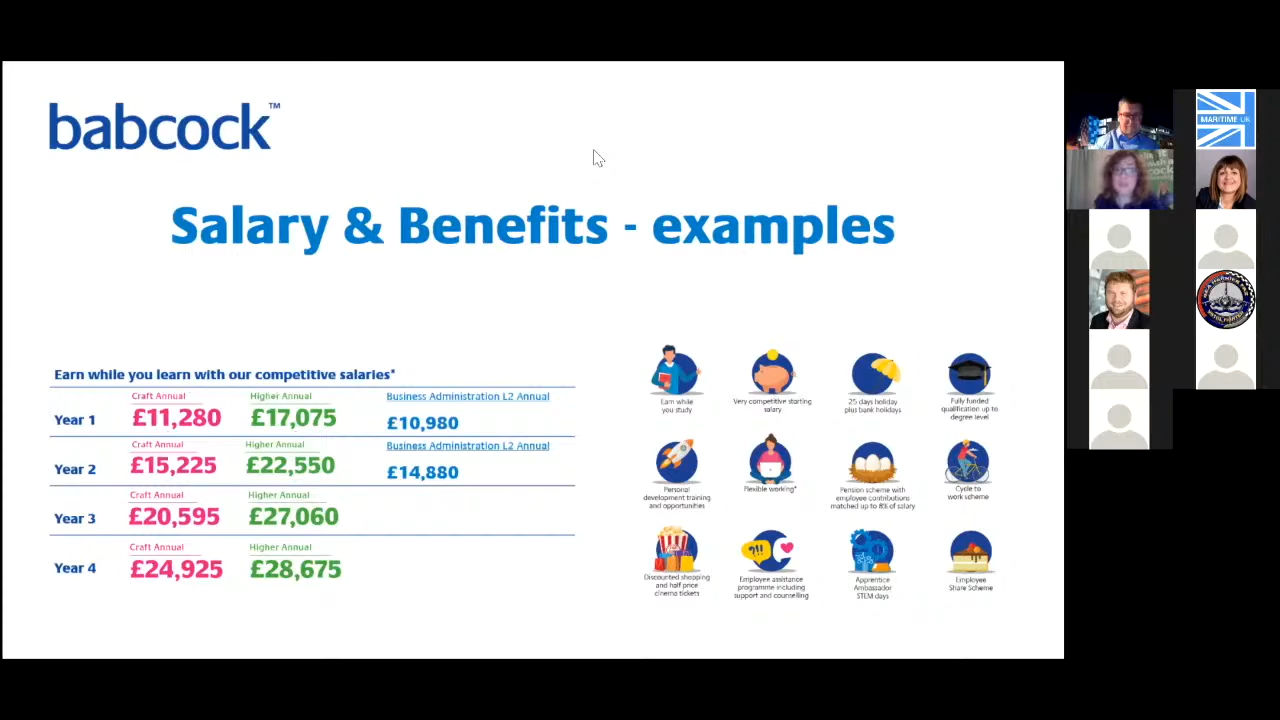 babcock™
Salary & Benefits - examples
Earn while you learn with our competitive salaries*
Craft Annual Higher Annual Business Administration L2 Annual
Year 1 £11,280 £17,075 £10,980
Craft Annual Higher Annual Business Administration L2 Annual
Year 2 £15,225 £22,550 £14,880
Craft Annual Higher Annual
Year 3 £20,595 £27,060
Craft Annual Higher Annual
Year 4 £24,925 £28,675
Earn while
you study
Very competitive starting
salary
25 days holiday
plus bank holidays
Fully funded
qualification up to
degree level
Personal
development training
and opportunities
Flexible working*
Pension scheme with
employee contributions
matched up to 8% of salary
Cycle to
work scheme
Discounted shopping
and half price
cinema tickets
?!!
Employee assistance
programme including
support and counselling
Apprentice
Ambassador
STEM days
Employee
Share Scheme
MARITIME UK